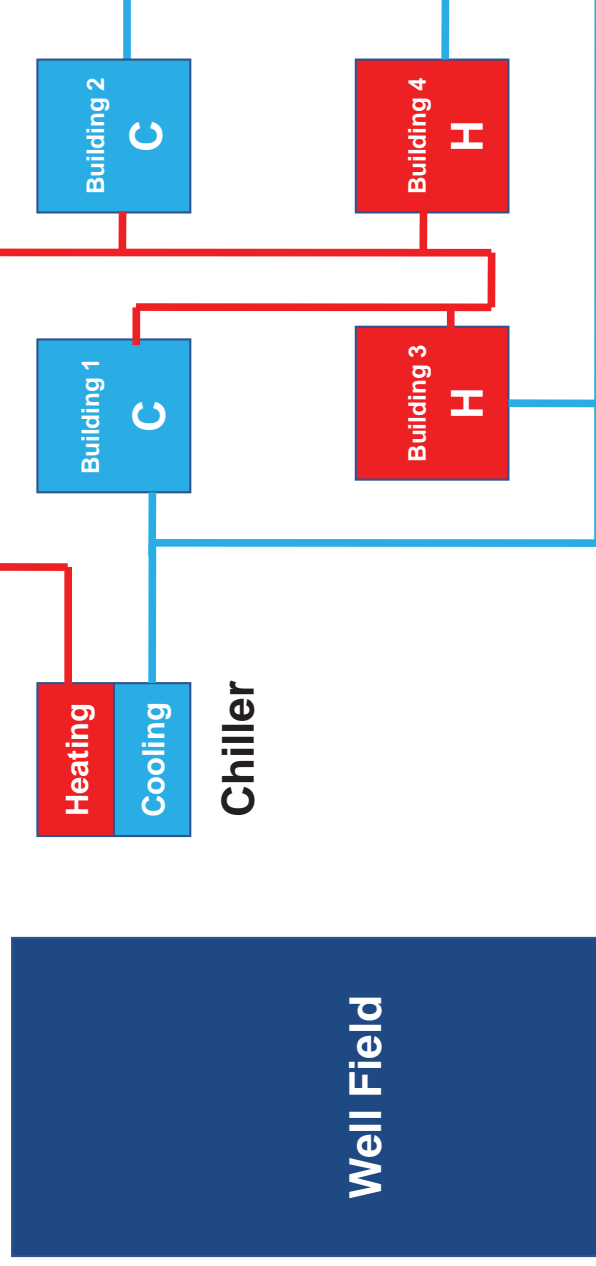 Building 2
C
Building 4
H
Building 1
C
Building 3
H
Heating
Cooling
Chiller
Well Field